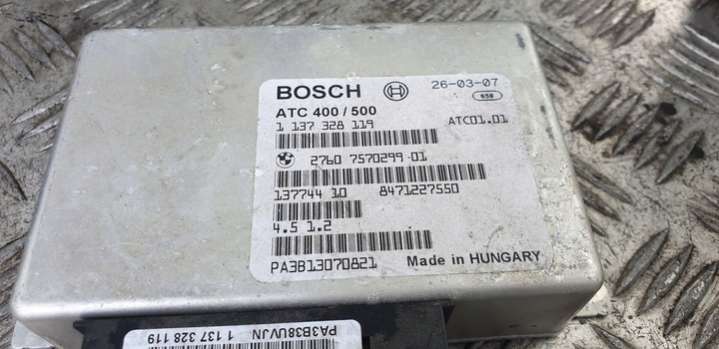 BOSCH 26-03-07
658
ATC 400 / 500
1 137 328 119 ATC01.01
2760 7570299-01
137744 10 8471227550
4.5 1.2
PA3B13070821 Made in HUNGARY
PA3B38UVJN
1 137 328 119